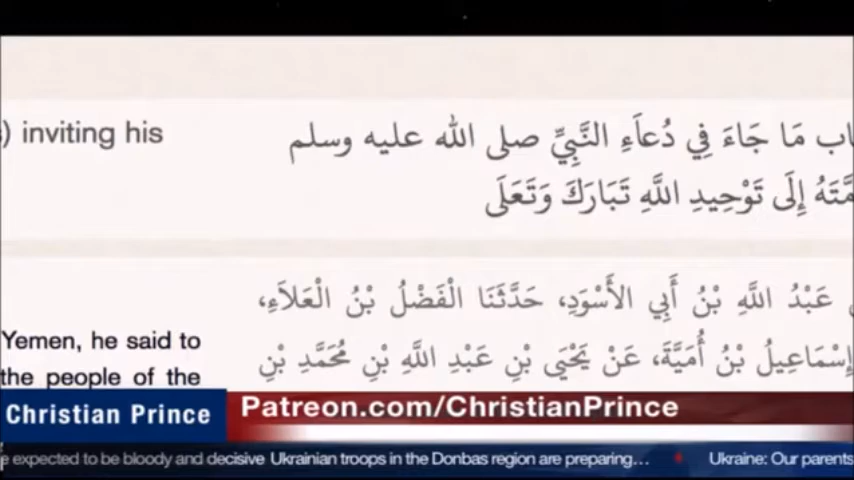 ) inviting his
باب مَا جَاءَ فِي دُعَاءِ النَّبِيِّ صلى الله عليه وسلم
إِلَى تَوْحِيدِ اللَّهِ تَبَارَكَ وَتَعَلَى
عَبْدُ اللَّهِ بْنُ أَبِي الأَسْوَدِ، حَدَّثَنَا الْفَضْلُ بْنُ الْعَلاَءِ،
إِسْمَاعِيلُ بْنُ أُمَيَّةَ، عَنْ يَحْيَى بْنِ عَبْدِ اللَّهِ بْنِ مُحَمَّدِ بْنِ
Yemen, he said to
the people of the
Christian Prince
Patreon.com/ChristianPrince
expected to be bloody and decisive Ukrainian troops in the Donbas region are preparing... Ukraine: Our parents